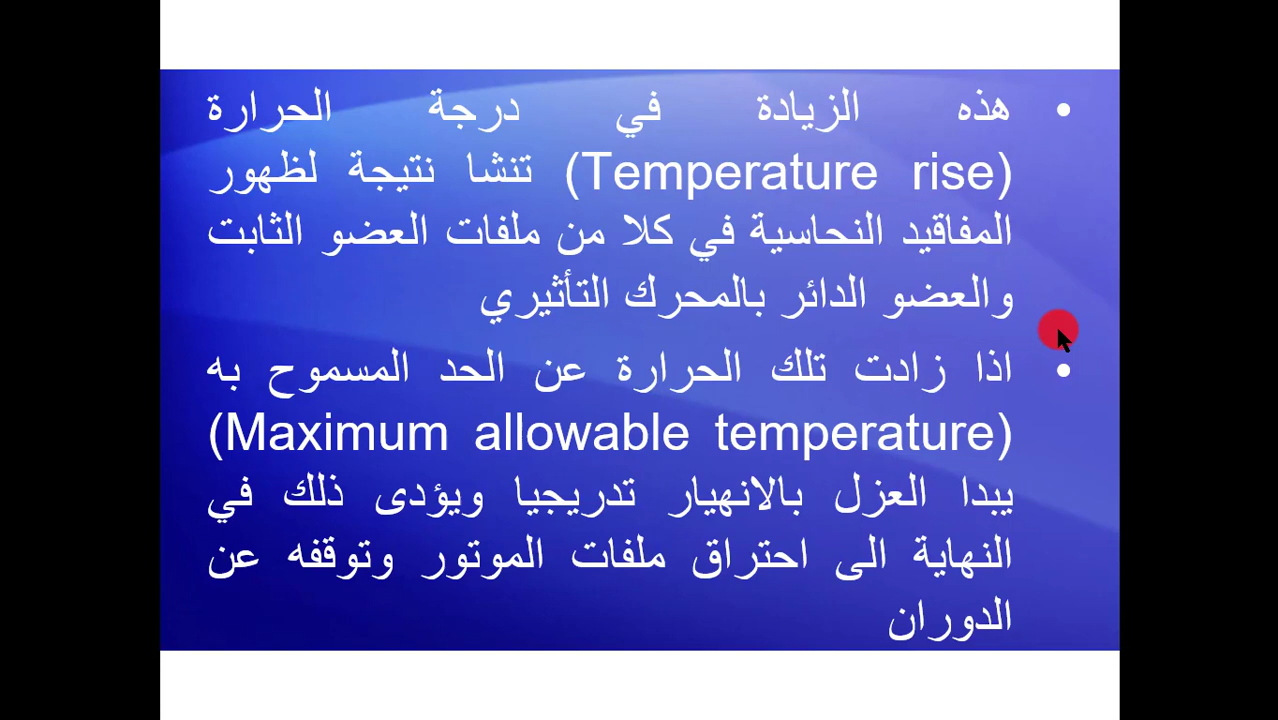 • هذه الزيادة في درجة الحرارة
(Temperature rise) تنشا نتيجة لظهور
المفاقيد النحاسية في كلا من ملفات العضو الثابت
والعضو الدائر بالمحرك التأثيري
• اذا زادت تلك الحرارة عن الحد المسموح به
(Maximum allowable temperature)
يبدا العزل بالانهيار تدريجيا ويؤدى ذلك في
النهاية الى احتراق ملفات الموتور وتوقفه عن
الدوران